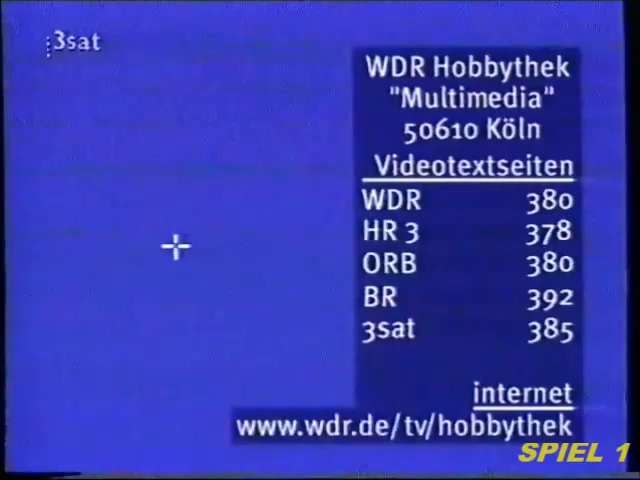 3sat
WDR Hobbythek
"Multimedia"
50610 Köln
Videotextseiten
WDR 380
HR 3 378
ORB 380
BR 392
3sat 385
internet
www.wdr.de/tv/hobbythek
SPIEL 1